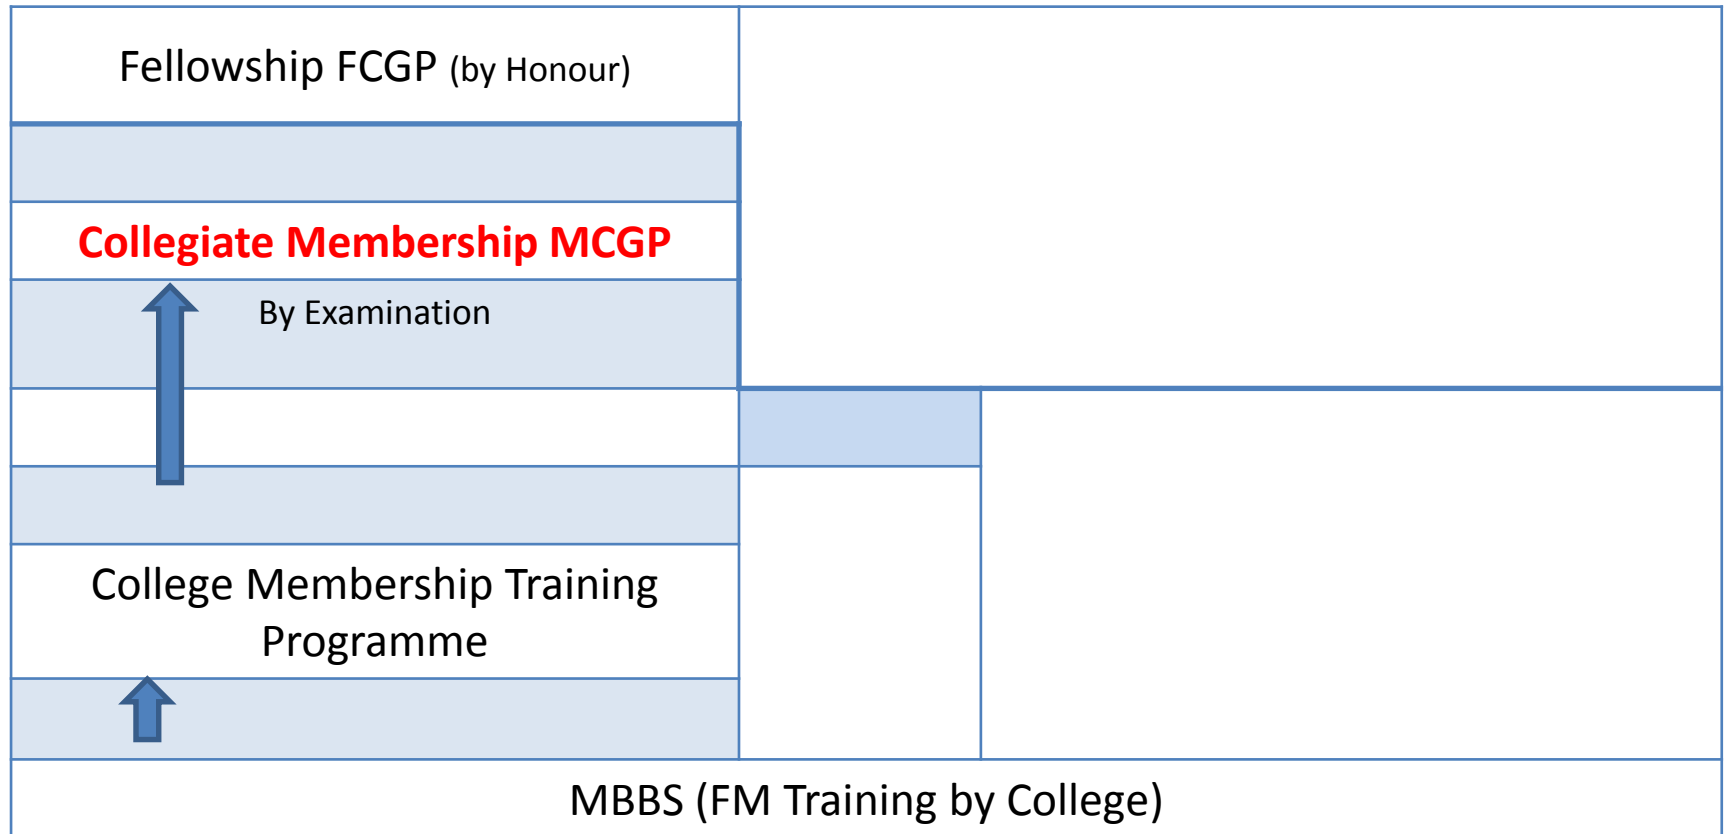 Fellowship FCGP (by Honour)
Collegiate Membership MCGP
By Examination
College Membership Training
Programme
MBBS (FM Training by College)